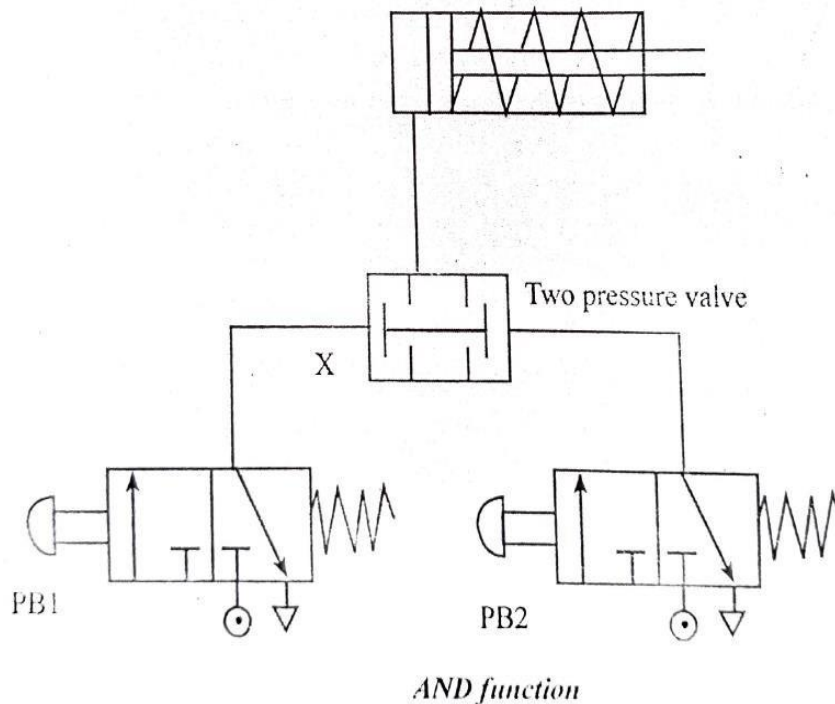 Two pressure valve
X
PB1
PB2
AND function